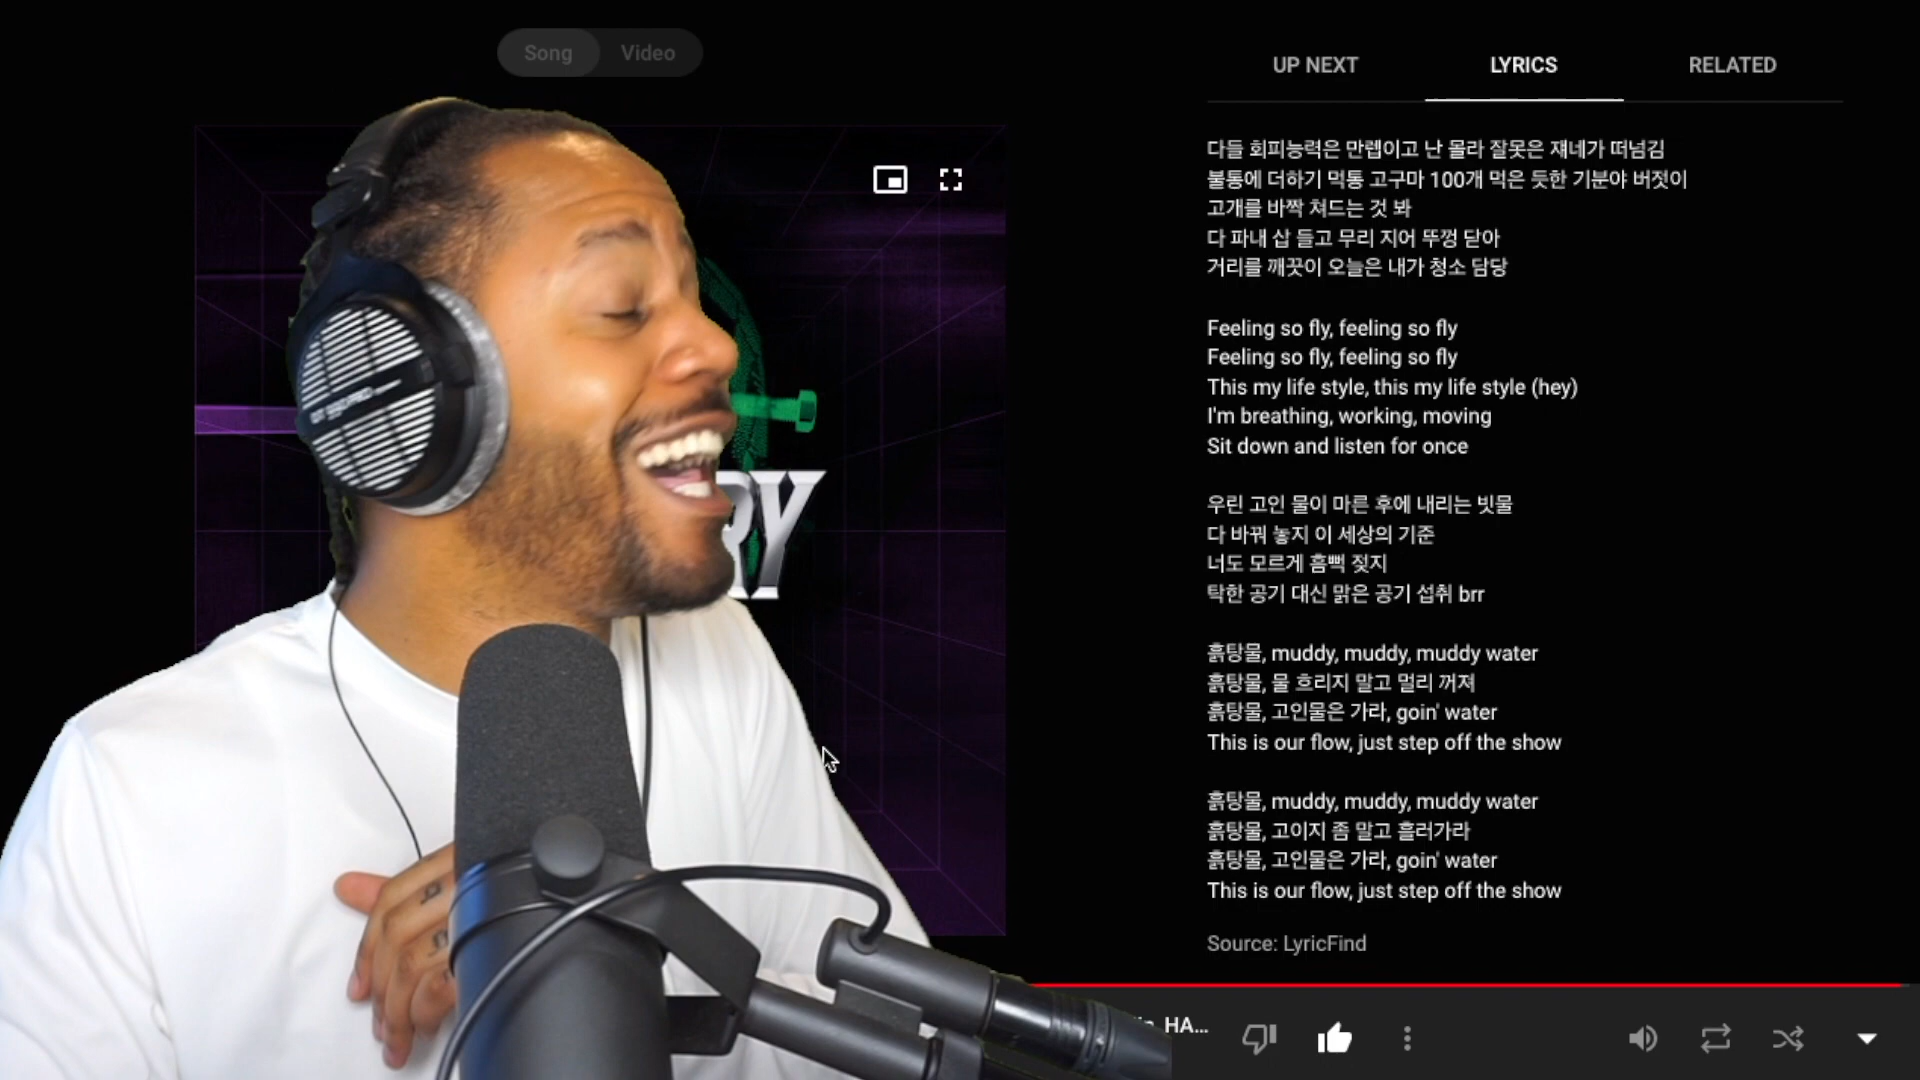 Song
Video
UP NEXT
LYRICS
RELATED
다들 회피능력은 만렙이고 난 몰라 잘못은 쟤네가 떠넘김
불통에 더하기 먹통 고구마 100개 먹은 듯한 기분야 버젓이
고개를 바짝 쳐드는 것 봐
다 파내 삽 들고 무리 지어 뚜껑 닫아
거리를 깨끗이 오늘은 내가 청소 담당
Feeling so fly, feeling so fly
Feeling so fly, feeling so fly
This my life style, this my life style (hey)
I'm breathing, working, moving
Sit down and listen for once
우린 고인 물이 마른 후에 내리는 빗물
다 바꿔 놓지 이 세상의 기준
너도 모르게 흠뻑 젖지
탁한 공기 대신 맑은 공기 섭취 brr
흙탕물, muddy, muddy, muddy water
흙탕물, 물 흐리지 말고 멀리 꺼져
흙탕물, 고인물은 가라, goin' water
This is our flow, just step off the show
흙탕물, muddy, muddy, muddy water
흙탕물, 고이지 좀 말고 흘러가라
흙탕물, 고인물은 가라, goin' water
This is our flow, just step off the show
Source: LyricFind
RY
HA...